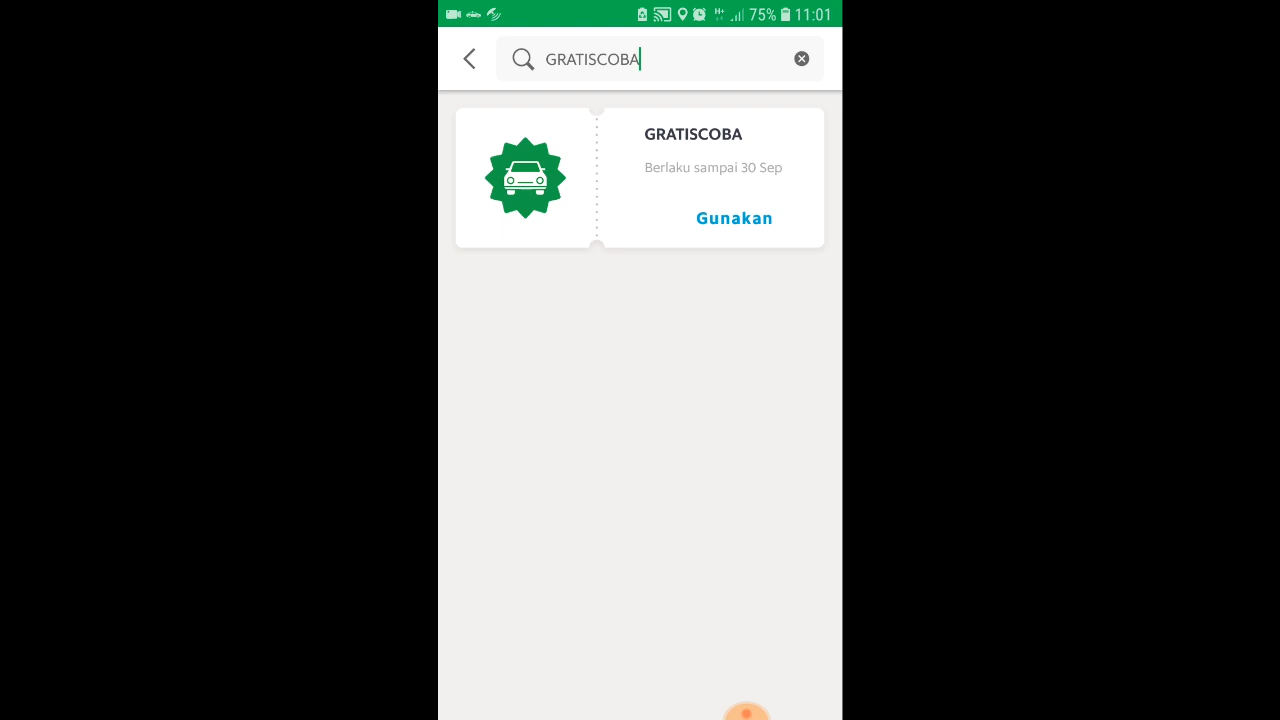 75% 11:01
GRATISCOBA
GRATISCOBA
Berlaku sampai 30 Sep
Gunakan